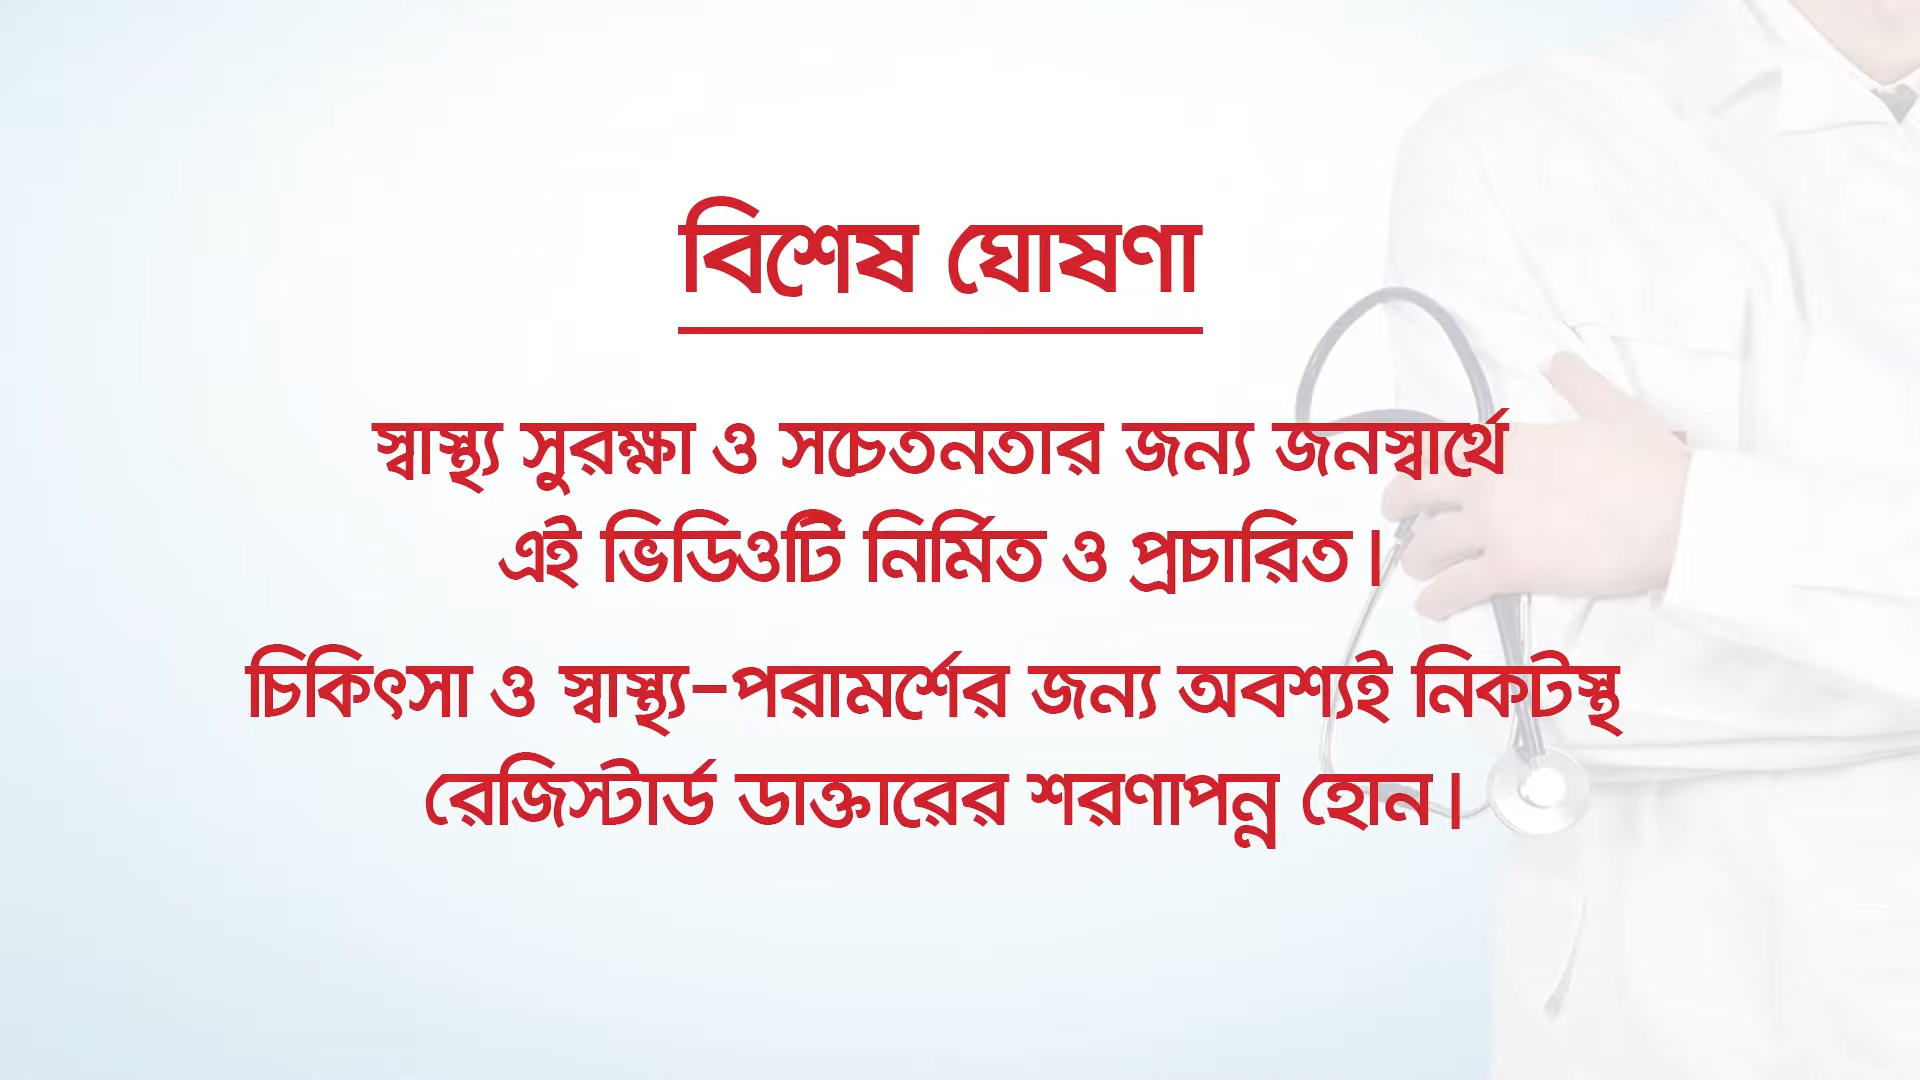 বিশেষ ঘোষণা
স্বাস্থ্য সুরক্ষা ও সচেতনতার জন্য জনস্বার্থে
এই ভিডিওটি নির্মিত ও প্রচারিত।
চিকিৎসা ও স্বাস্থ্য-পরামর্শের জন্য অবশ্যই নিকটস্থ
রেজিস্টার্ড ডাক্তারের শরণাপন্ন হোন।